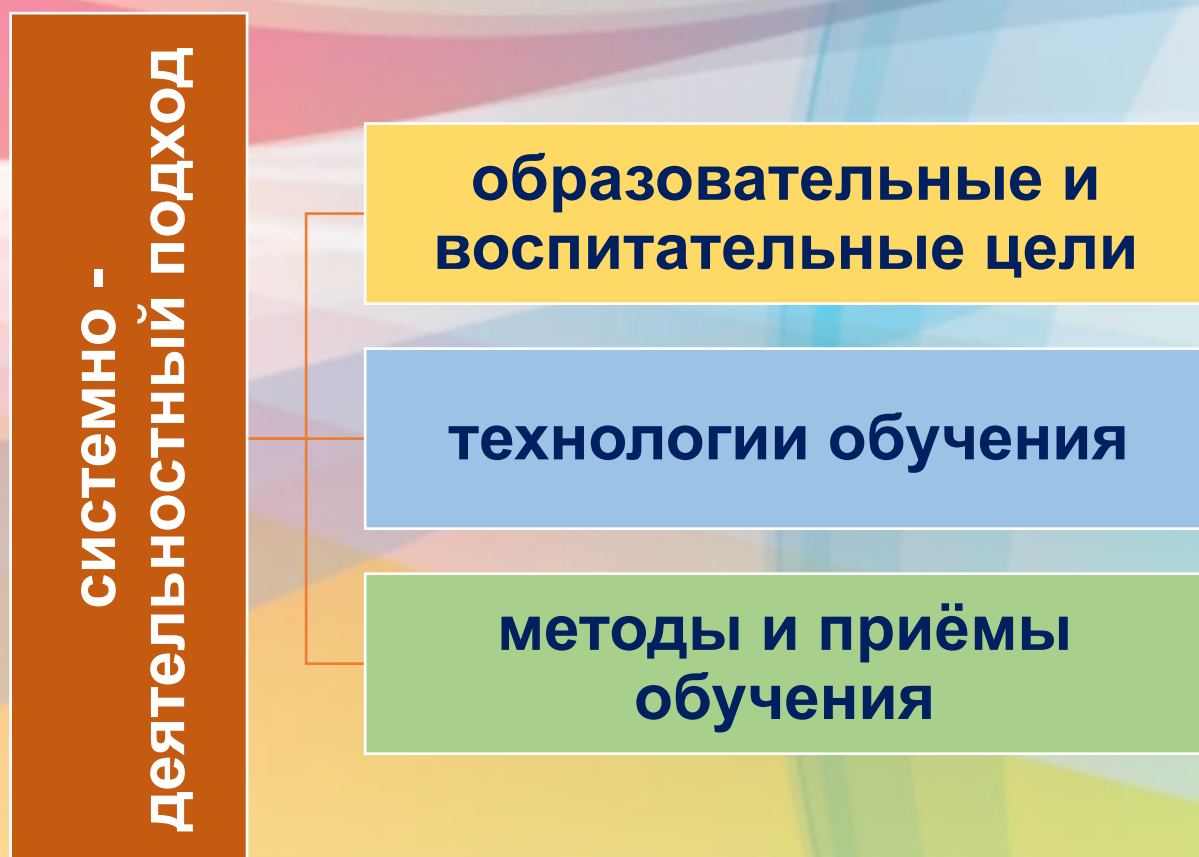 системно -
деятельностный подход
образовательные и
воспитательные цели
технологии обучения
методы и приёмы
обучения